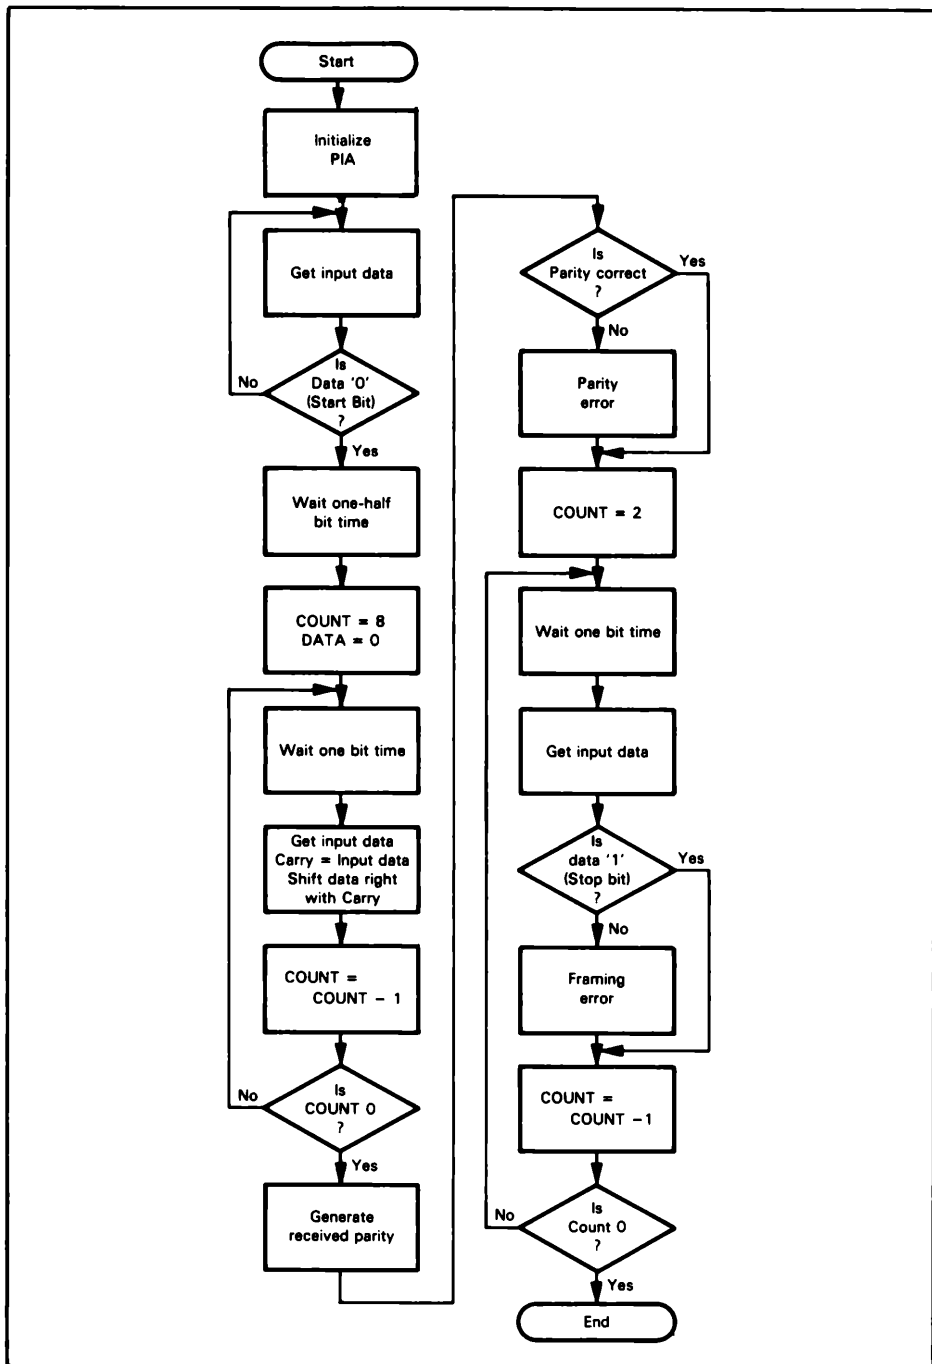 Start
Initialize
PIA
Get input data
Is
Data '0'
(Start Bit)
?
No
Yes
Wait one-half
bit time
COUNT = 8
DATA = 0
Wait one bit time
Get input data
Carry = Input data
Shift data right
with Carry
COUNT =
COUNT - 1
Is
COUNT 0
?
No
Yes
Generate
received parity
Is
Parity correct
?
Yes
No
Parity
error
COUNT = 2
Wait one bit time
Get input data
Is
data '1'
(Stop bit)
?
Yes
No
Framing
error
COUNT =
COUNT -1
Is
Count 0
?
No
Yes
End